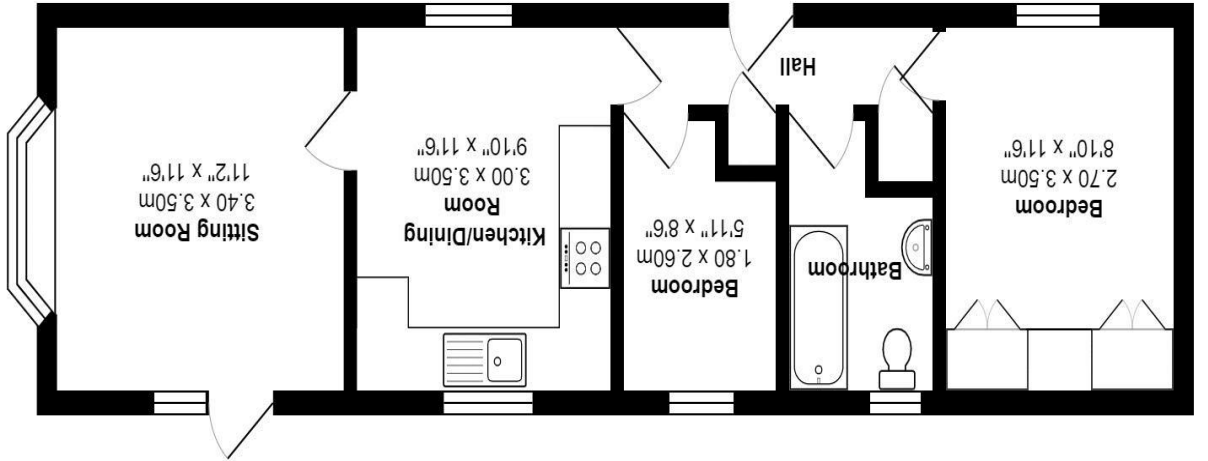 Bedroom
2.70 x 3.50m
8'10" x 11'6"
Bathroom
Hall
Bedroom
1.80 x 2.60m
5'11" x 8'6"
Kitchen/Dining
Room
3.00 x 3.50m
9'10" x 11'6"
Sitting Room
3.40 x 3.50m
11'2" x 11'6"